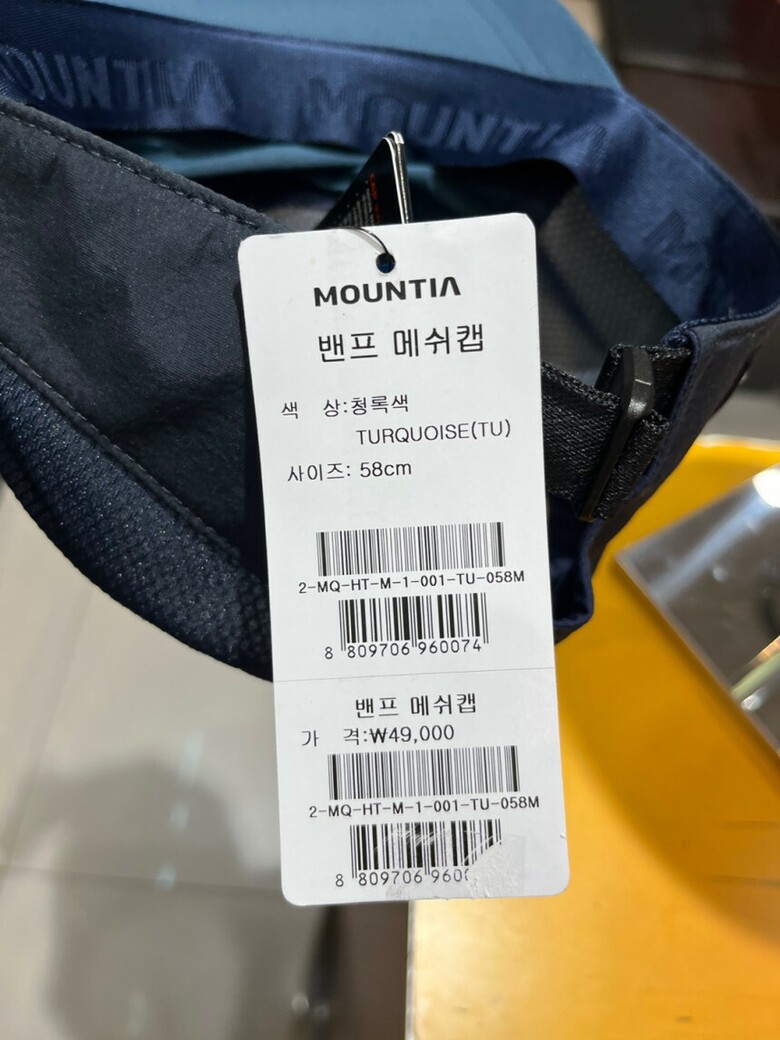 MOUNTIA
MOUNTIA
밴프 메쉬캡
색 상:청록색
TURQUOISE(TU)
사이즈: 58cm
2-MQ-HT-M-1-001-TU-058M
8 809706 960074
밴프 메쉬캡
가 격:₩49,000
2-MQ-HT-M-1-001-TU-058M
8 809706